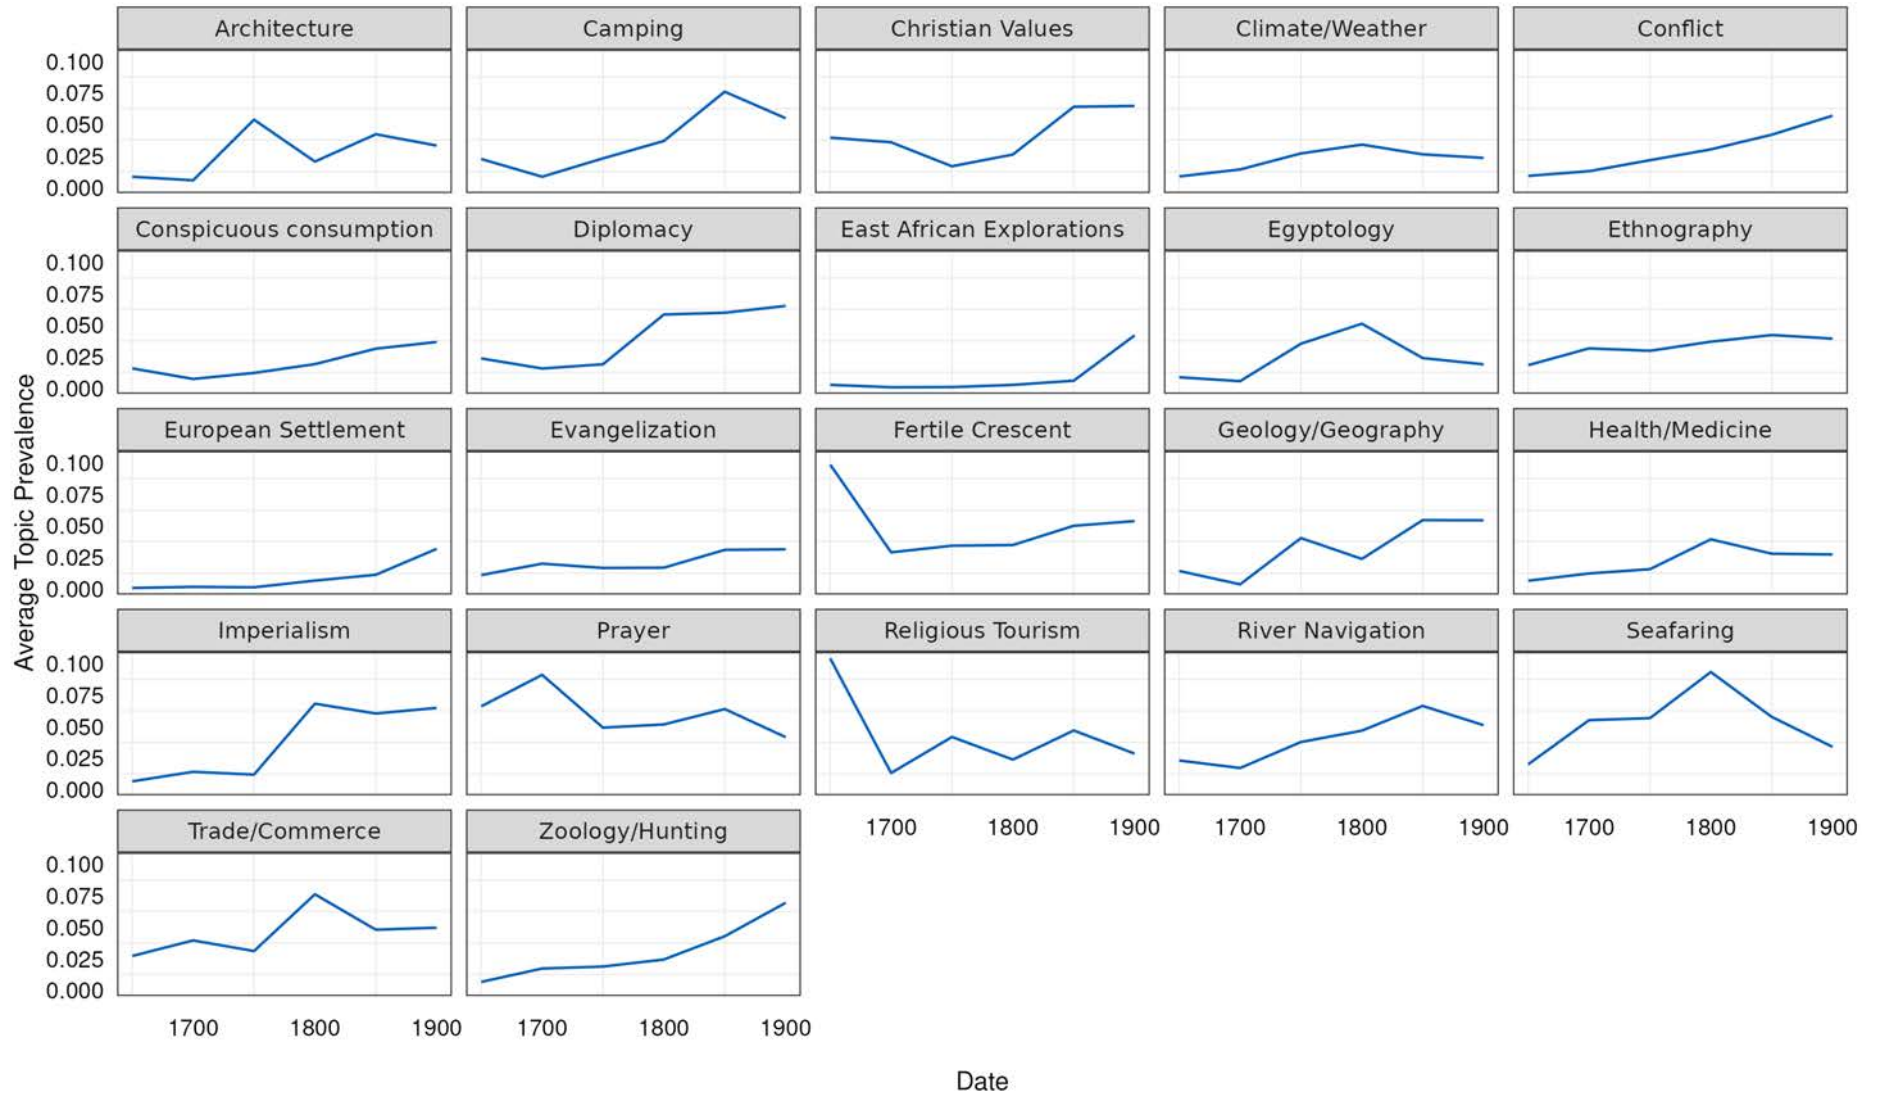 Architecture Camping Christian Values Climate/Weather Conflict
0.100
0.075
0.050
0.025
0.000
Conspicuous consumption Diplomacy East African Explorations Egyptology Ethnography
0.100
0.075
0.050
0.025
0.000
European Settlement Evangelization Fertile Crescent Geology/Geography Health/Medicine
0.100
0.075
0.050
0.025
0.000
Average Topic Prevalence
Imperialism Prayer Religious Tourism River Navigation Seafaring
0.100
0.075
0.050
0.025
0.000
Trade/Commerce Zoology/Hunting
1700 1800 1900 1700 1800 1900 1700 1800 1900
0.100
0.075
0.050
0.025
0.000
1700 1800 1900 1700 1800 1900
Date